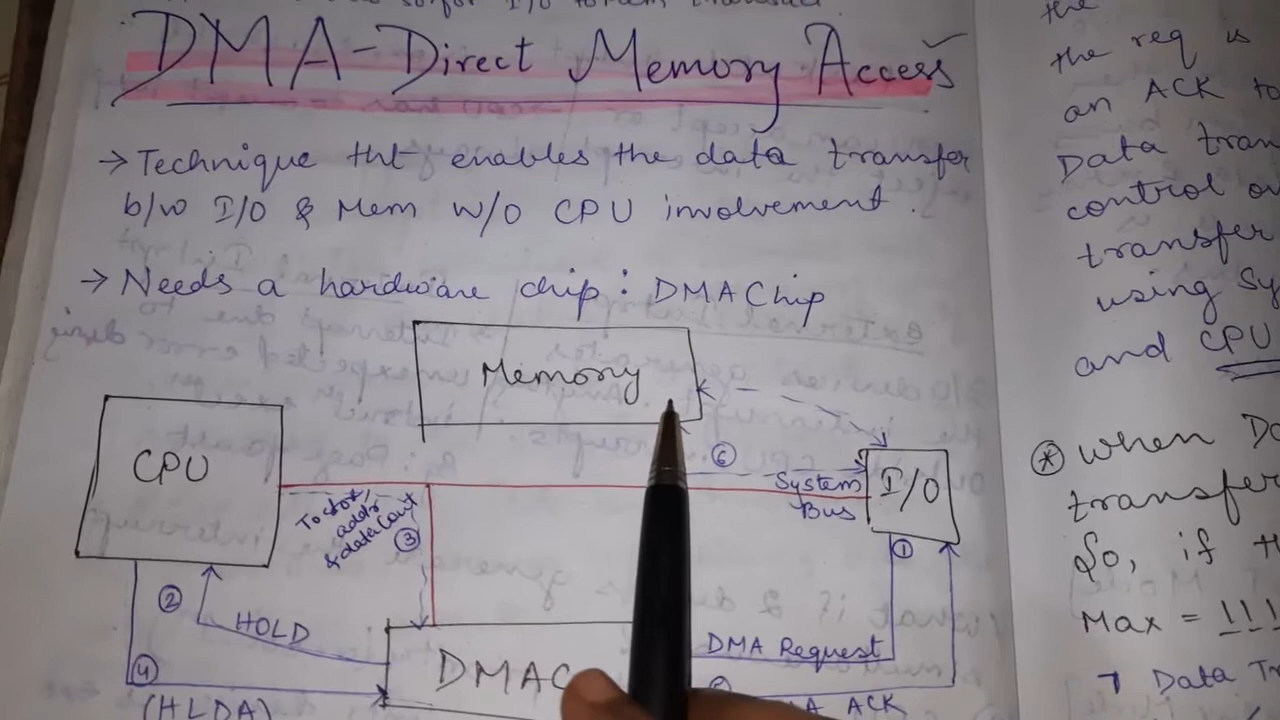 DMA - Direct Memory Access
→ Technique tht enables the data transfer
b/w I/O & Mem W/O CPU involvement.
→ Needs a hardware chip : DMA Chip
Memory
CPU
⑥
System
Bus
I/O
addr,
& data Count
③
①
②
HOLD
DMAC
DMA Request
④
(HLDA)
ACK
the
the req is
an ACK to
Data tran
control o
transfer
using Sy
and CPU
⊛ When D
transfer
So, if t
Max = 111
Data Tr